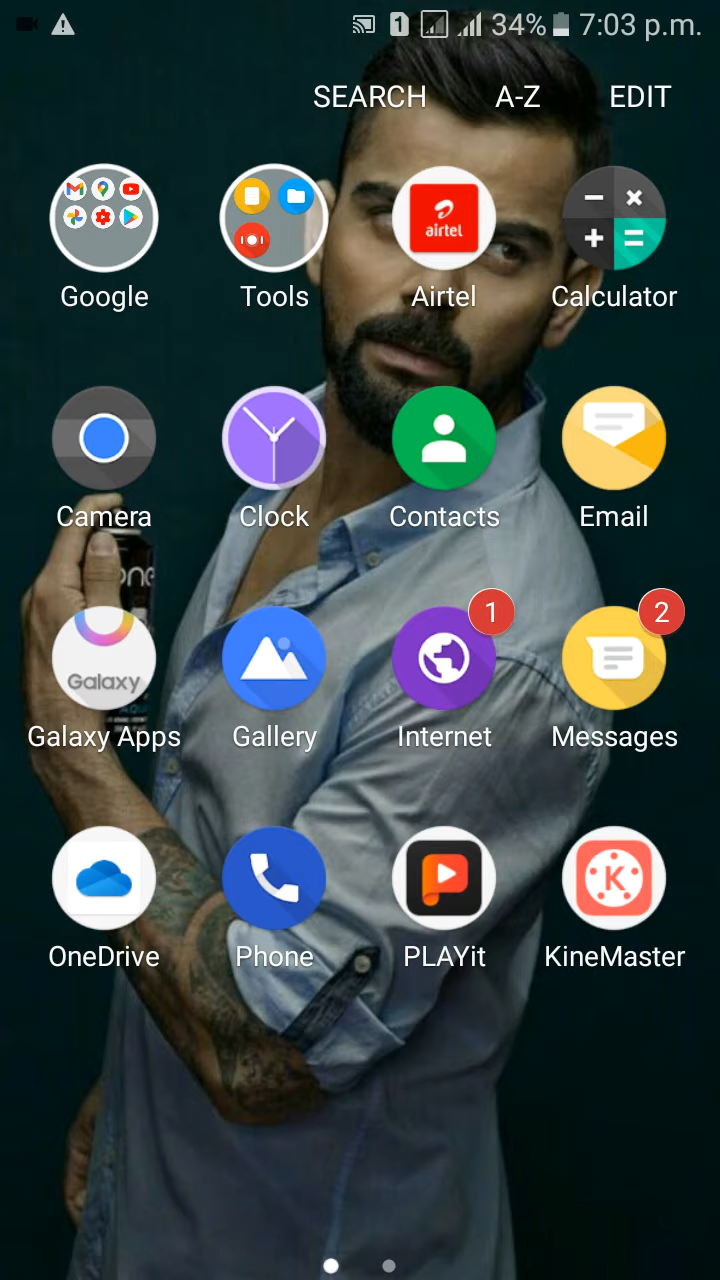 1 34% 7:03 p.m.
SEARCH A-Z EDIT
airtel
Google Tools Airtel Calculator
Camera Clock Contacts Email
one
1 2
Galaxy
Galaxy Apps Gallery Internet Messages
K
OneDrive Phone PLAYit KineMaster